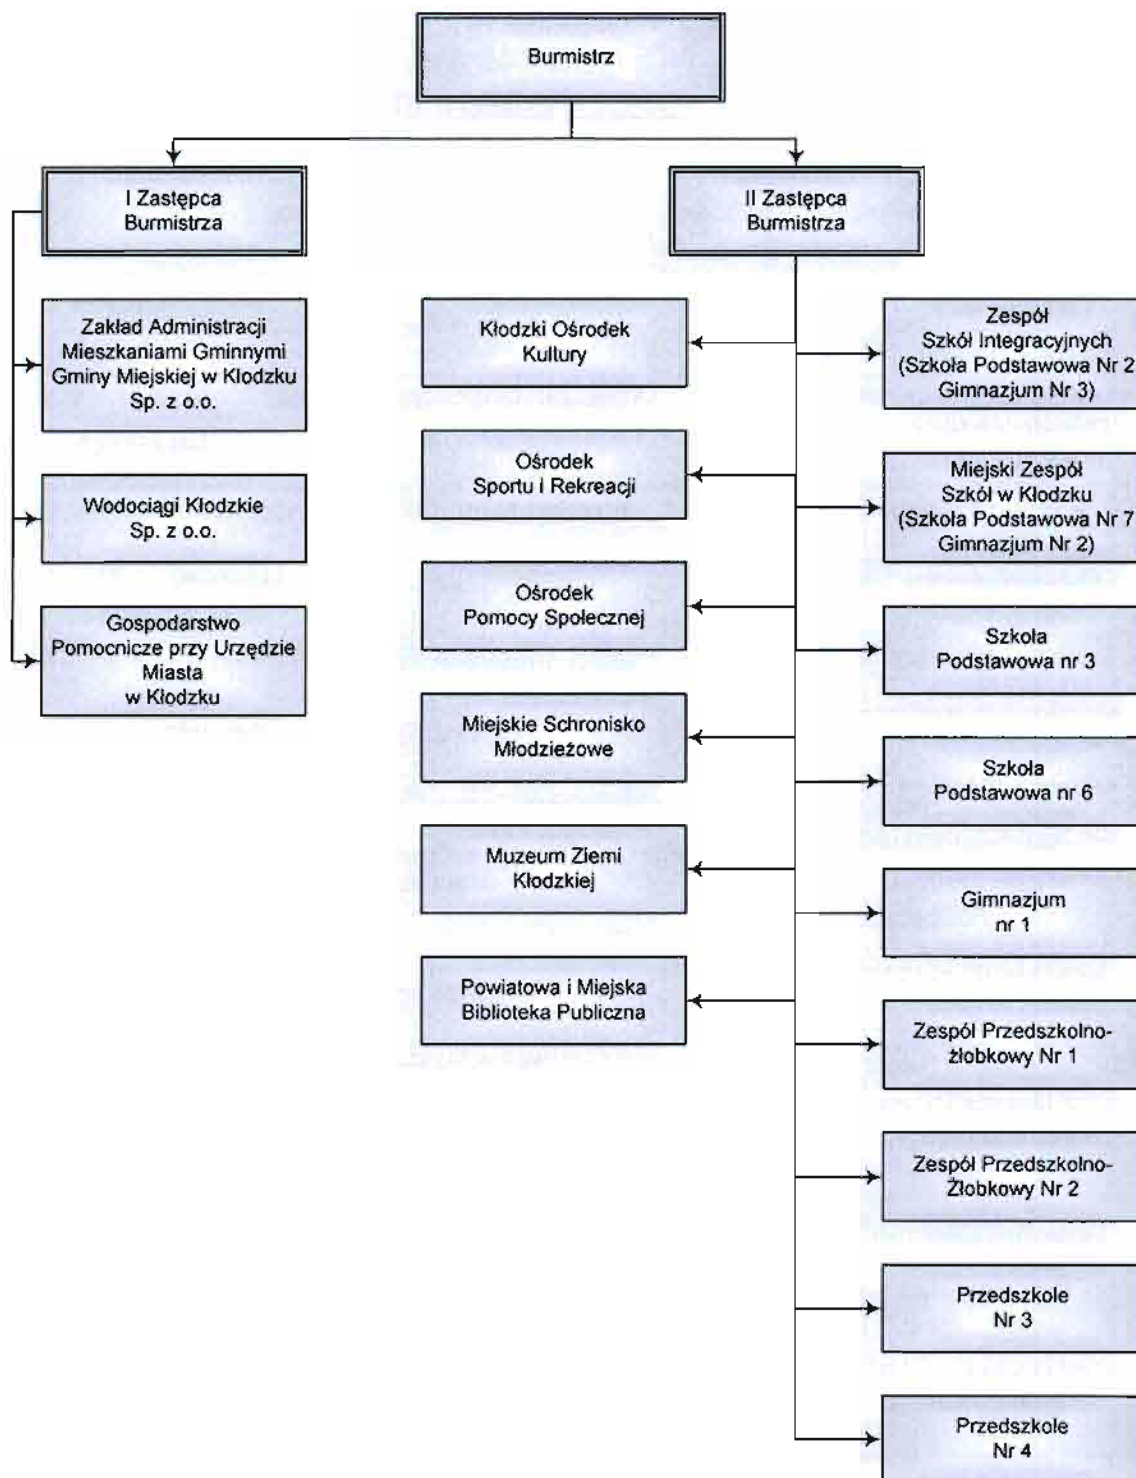 Burmistrz
I Zastępca
Burmistrza
II Zastępca
Burmistrza
Zakład Administracji
Mieszkaniami Gminnymi
Gminy Miejskiej w Kłodzku
Sp. z o.o.
Wodociągi Kłodzkie
Sp. z o.o.
Gospodarstwo
Pomocnicze przy Urzędzie
Miasta
w Kłodzku
Kłodzki Ośrodek
Kultury
Ośrodek
Sportu i Rekreacji
Ośrodek
Pomocy Społecznej
Miejskie Schronisko
Młodzieżowe
Muzeum Ziemi
Kłodzkiej
Powiatowa i Miejska
Biblioteka Publiczna
Zespół
Szkół Integracyjnych
(Szkoła Podstawowa Nr 2
Gimnazjum Nr 3)
Miejski Zespół
Szkół w Kłodzku
(Szkoła Podstawowa Nr 7
Gimnazjum Nr 2)
Szkoła
Podstawowa nr 3
Szkoła
Podstawowa nr 6
Gimnazjum
nr 1
Zespół Przedszkolno-
żłobkowy Nr 1
Zespół Przedszkolno-
Żłobkowy Nr 2
Przedszkole
Nr 3
Przedszkole
Nr 4